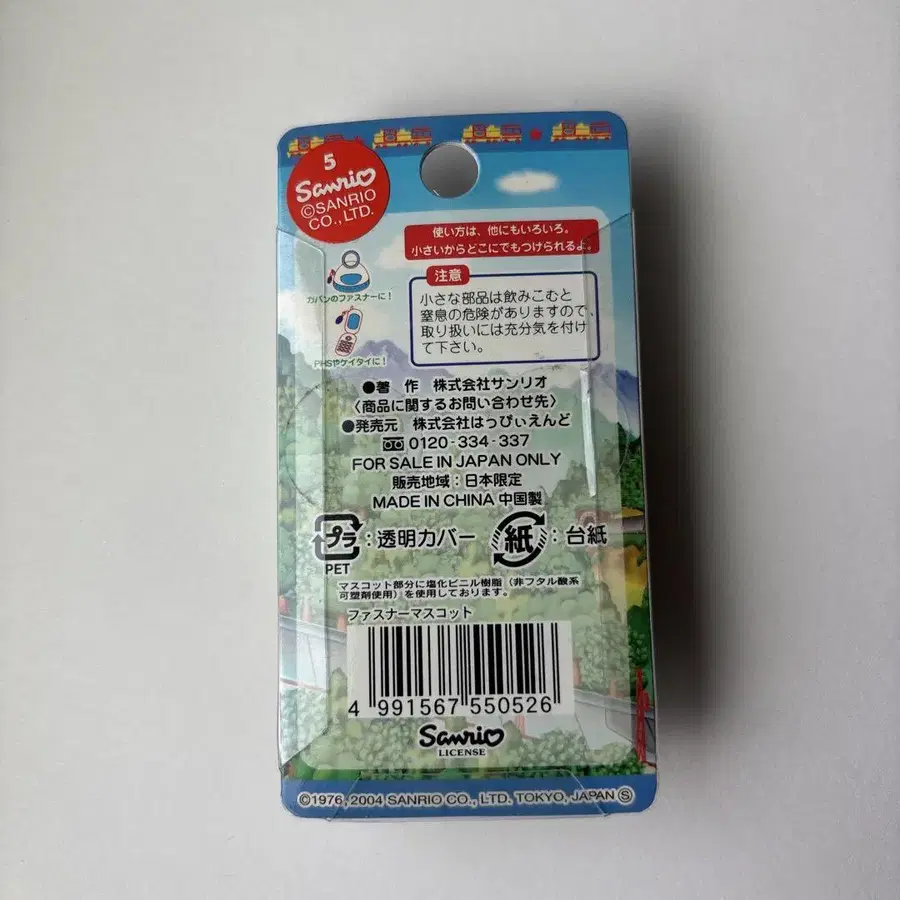 5
Sanrio
©SANRIO
CO., LTD.
使い方は、他にもいろいろ。
小さいからどこにでもつけられるよ。
カバンのファスナーに!
PHSやケイタイに!
注意
小さな部品は飲みこむと
窒息の危険がありますので、
取り扱いには充分気を付け
て下さい。
●著 作 株式会社サンリオ
〈商品に関するお問い合わせ先〉
●発売元 株式会社はっぴぃえんど
0120-334-337
FOR SALE IN JAPAN ONLY
販売地域：日本限定
MADE IN CHINA 中国製
プラ：透明カバー 紙：台紙
PET
マスコット部分に塩化ビニル樹脂（非フタル酸系
可塑剤使用）を使用しております。
ファスナーマスコット
4 991567 550526
Sanrio
LICENSE
©1976, 2004 SANRIO CO., LTD. TOKYO, JAPAN Ⓢ